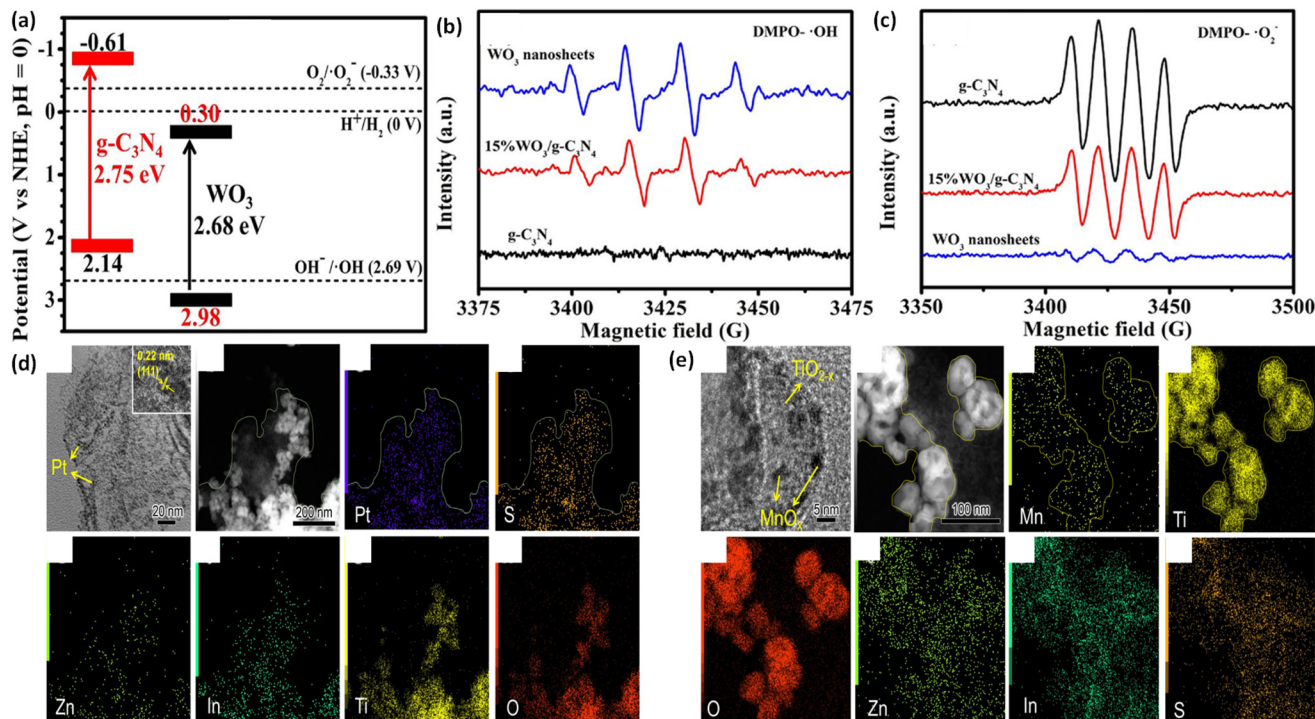 (a)
Potential (V vs NHE, pH = 0)
-1
0
1
2
3
-0.61
O₂/·O₂⁻ (-0.33 V)
0.30
H⁺/H₂ (0 V)
g-C₃N₄
2.75 eV
WO₃
2.68 eV
2.14
OH⁻/·OH (2.69 V)
2.98
(b)
DMPO- ·OH
WO₃ nanosheets
15%WO₃/g-C₃N₄
g-C₃N₄
Intensity (a.u.)
3375 3400 3425 3450 3475
Magnetic field (G)
(c)
DMPO- ·O₂⁻
g-C₃N₄
15%WO₃/g-C₃N₄
WO₃ nanosheets
Intensity (a.u.)
3350 3400 3450 3500
Magnetic field (G)
(d)
0.22 nm
(111)
Pt
20 nm
200 nm
Pt
S
Zn
In
Ti
O
(e)
TiO₂₋ₓ
MnOₓ
5 nm
100 nm
Mn
Ti
O
Zn
In
S